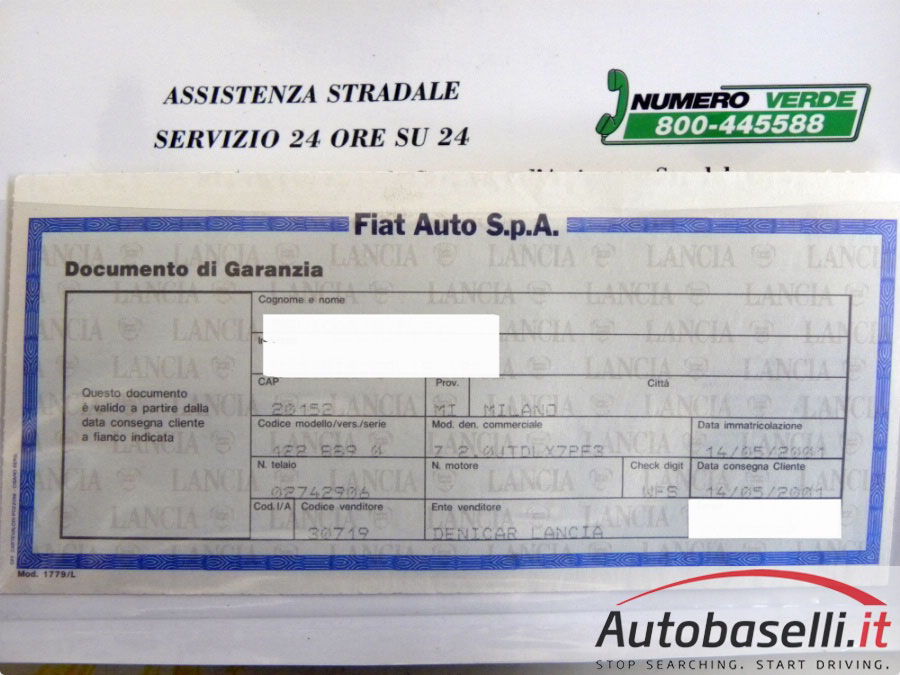 ASSISTENZA STRADALE
SERVIZIO 24 ORE SU 24
NUMERO VERDE
800-445588
Fiat Auto S.p.A.
Documento di Garanzia
Cognome e nome
CAP Prov. Città
20152 MI MILANO
Questo documento
è valido a partire dalla
data consegna cliente
a fianco indicata
Codice modello/vers./serie Mod. den. commerciale Data immatricolazione
14/05/2001
N. telaio N. motore Check digit Data consegna Cliente
02742906 14/05/2001
Cod.I/A Codice venditore Ente venditore
30719 DENICAR LANCIA
Mod. 1779/L
LANCIA
Autobaselli.it
STOP SEARCHING. START DRIVING.